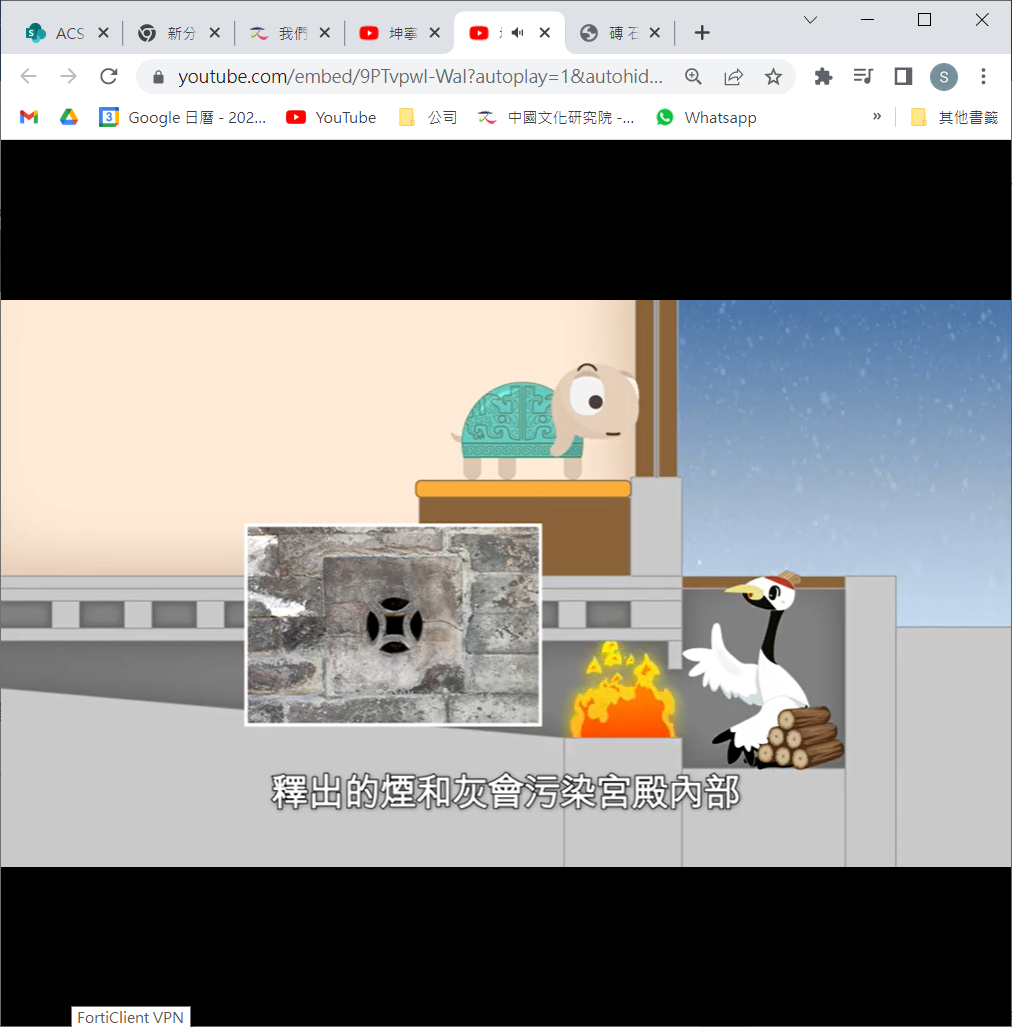 ACS
新分
我們
坤寧
磚 石
youtube.com/embed/9PTvpwI-WaI?autoplay=1&autohid...
S
3
Google 日曆 - 202...
YouTube
公司
中國文化研究院 -...
Whatsapp
»
其他書籤
釋出的煙和灰會污染宮殿內部
FortiClient VPN